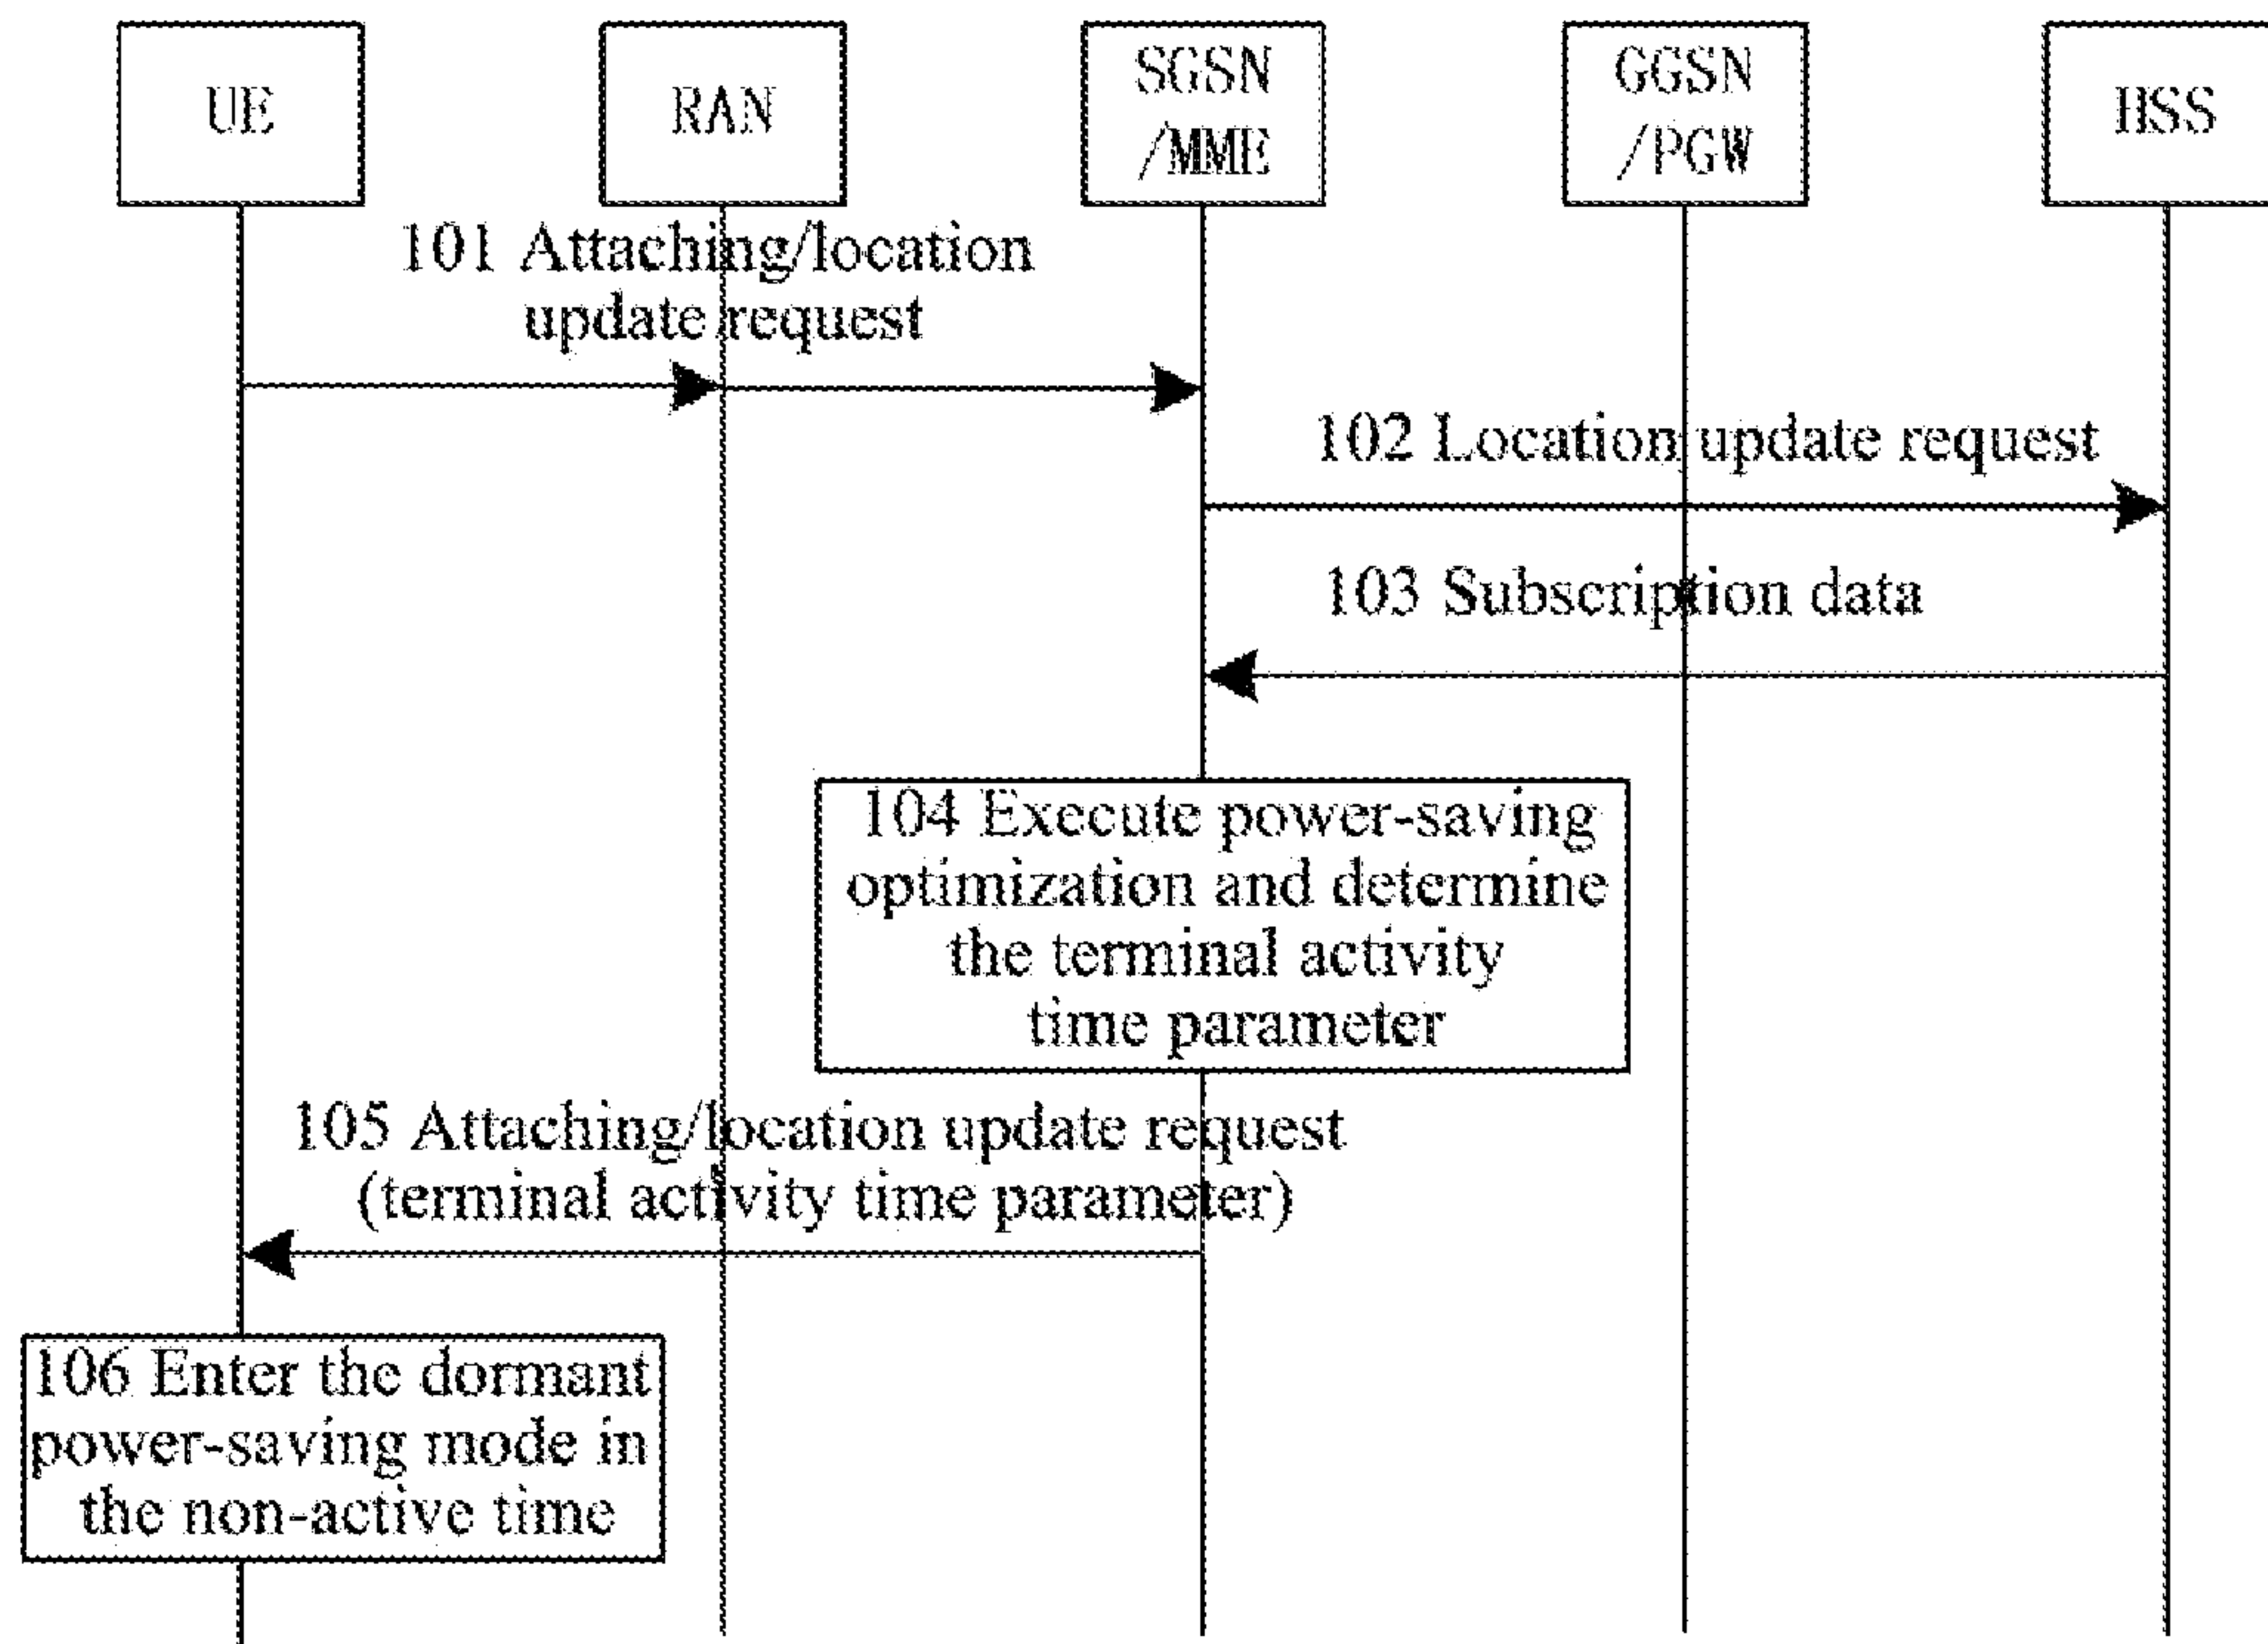 UE
RAN
SGSN
/MME
GGSN
/PGW
HSS
101 Attaching/location
update request
102 Location update request
103 Subscription data
104 Execute power-saving
optimization and determine
the terminal activity
time parameter
105 Attaching/location update request
(terminal activity time parameter)
106 Enter the dormant
power-saving mode in
the non-active time